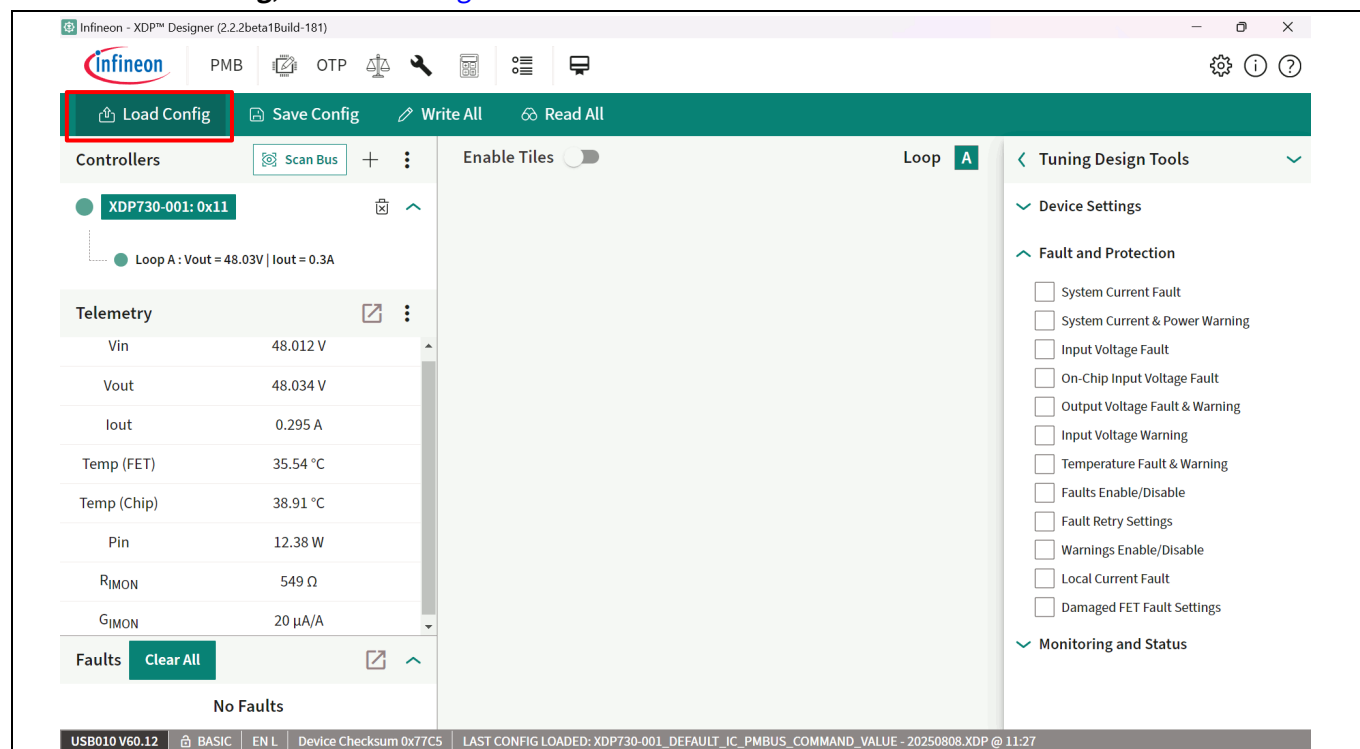 Infineon - XDP™ Designer (2.2.2beta1Build-181)
infineon PMB OTP
Load Config Save Config Write All Read All
Controllers Scan Bus
Enable Tiles Loop A
Tuning Design Tools
XDP730-001: 0x11
Loop A : Vout = 48.03V | Iout = 0.3A
Telemetry
Vin 48.012 V
Vout 48.034 V
Iout 0.295 A
Temp (FET) 35.54 °C
Temp (Chip) 38.91 °C
Pin 12.38 W
RIMON 549 Ω
GIMON 20 µA/A
Faults Clear All
No Faults
Device Settings
Fault and Protection
System Current Fault
System Current & Power Warning
Input Voltage Fault
On-Chip Input Voltage Fault
Output Voltage Fault & Warning
Input Voltage Warning
Temperature Fault & Warning
Faults Enable/Disable
Fault Retry Settings
Warnings Enable/Disable
Local Current Fault
Damaged FET Fault Settings
Monitoring and Status
USB010 V60.12 BASIC EN L Device Checksum 0x77C5 LAST CONFIG LOADED: XDP730-001_DEFAULT_IC_PMBUS_COMMAND_VALUE - 20250808.XDP @ 11:27